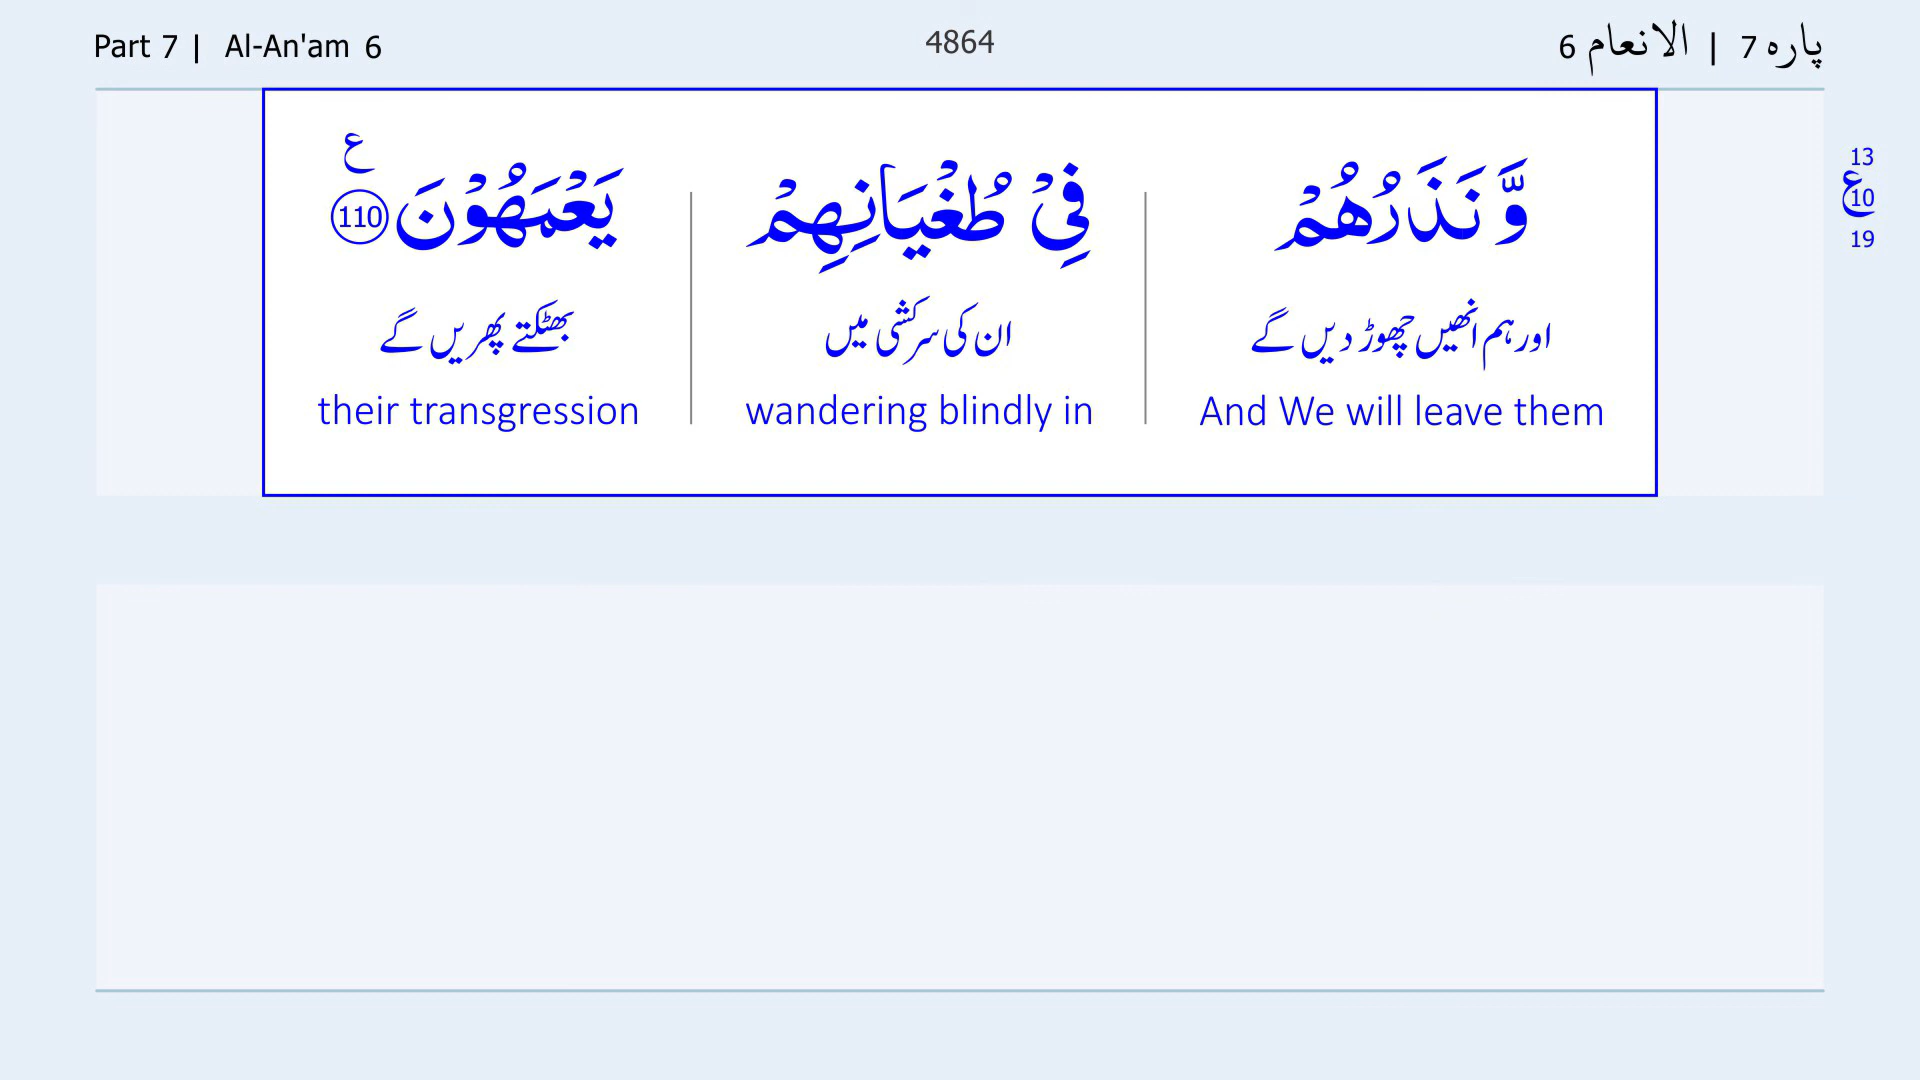 Part 7 | Al-An'am 6
4864
پارہ 7 | الانعام 6
وَّنَذَرُهُمْ فِيْ طُغْيَانِهِمْ يَعْمَهُوْنَ 110 ع
اور ہم انھیں چھوڑ دیں گے ان کی سرکشی میں بھٹکتے پھریں گے
And We will leave them wandering blindly in their transgression
13
ع 10
19